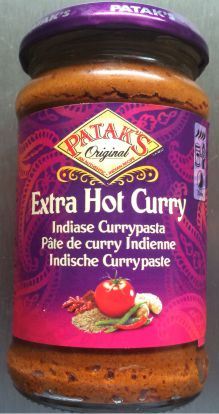 PATAK'S
PATAK'S
Original
Extra Hot Curry
Indiase Currypasta
Pâte de curry Indienne
Indische Currypaste